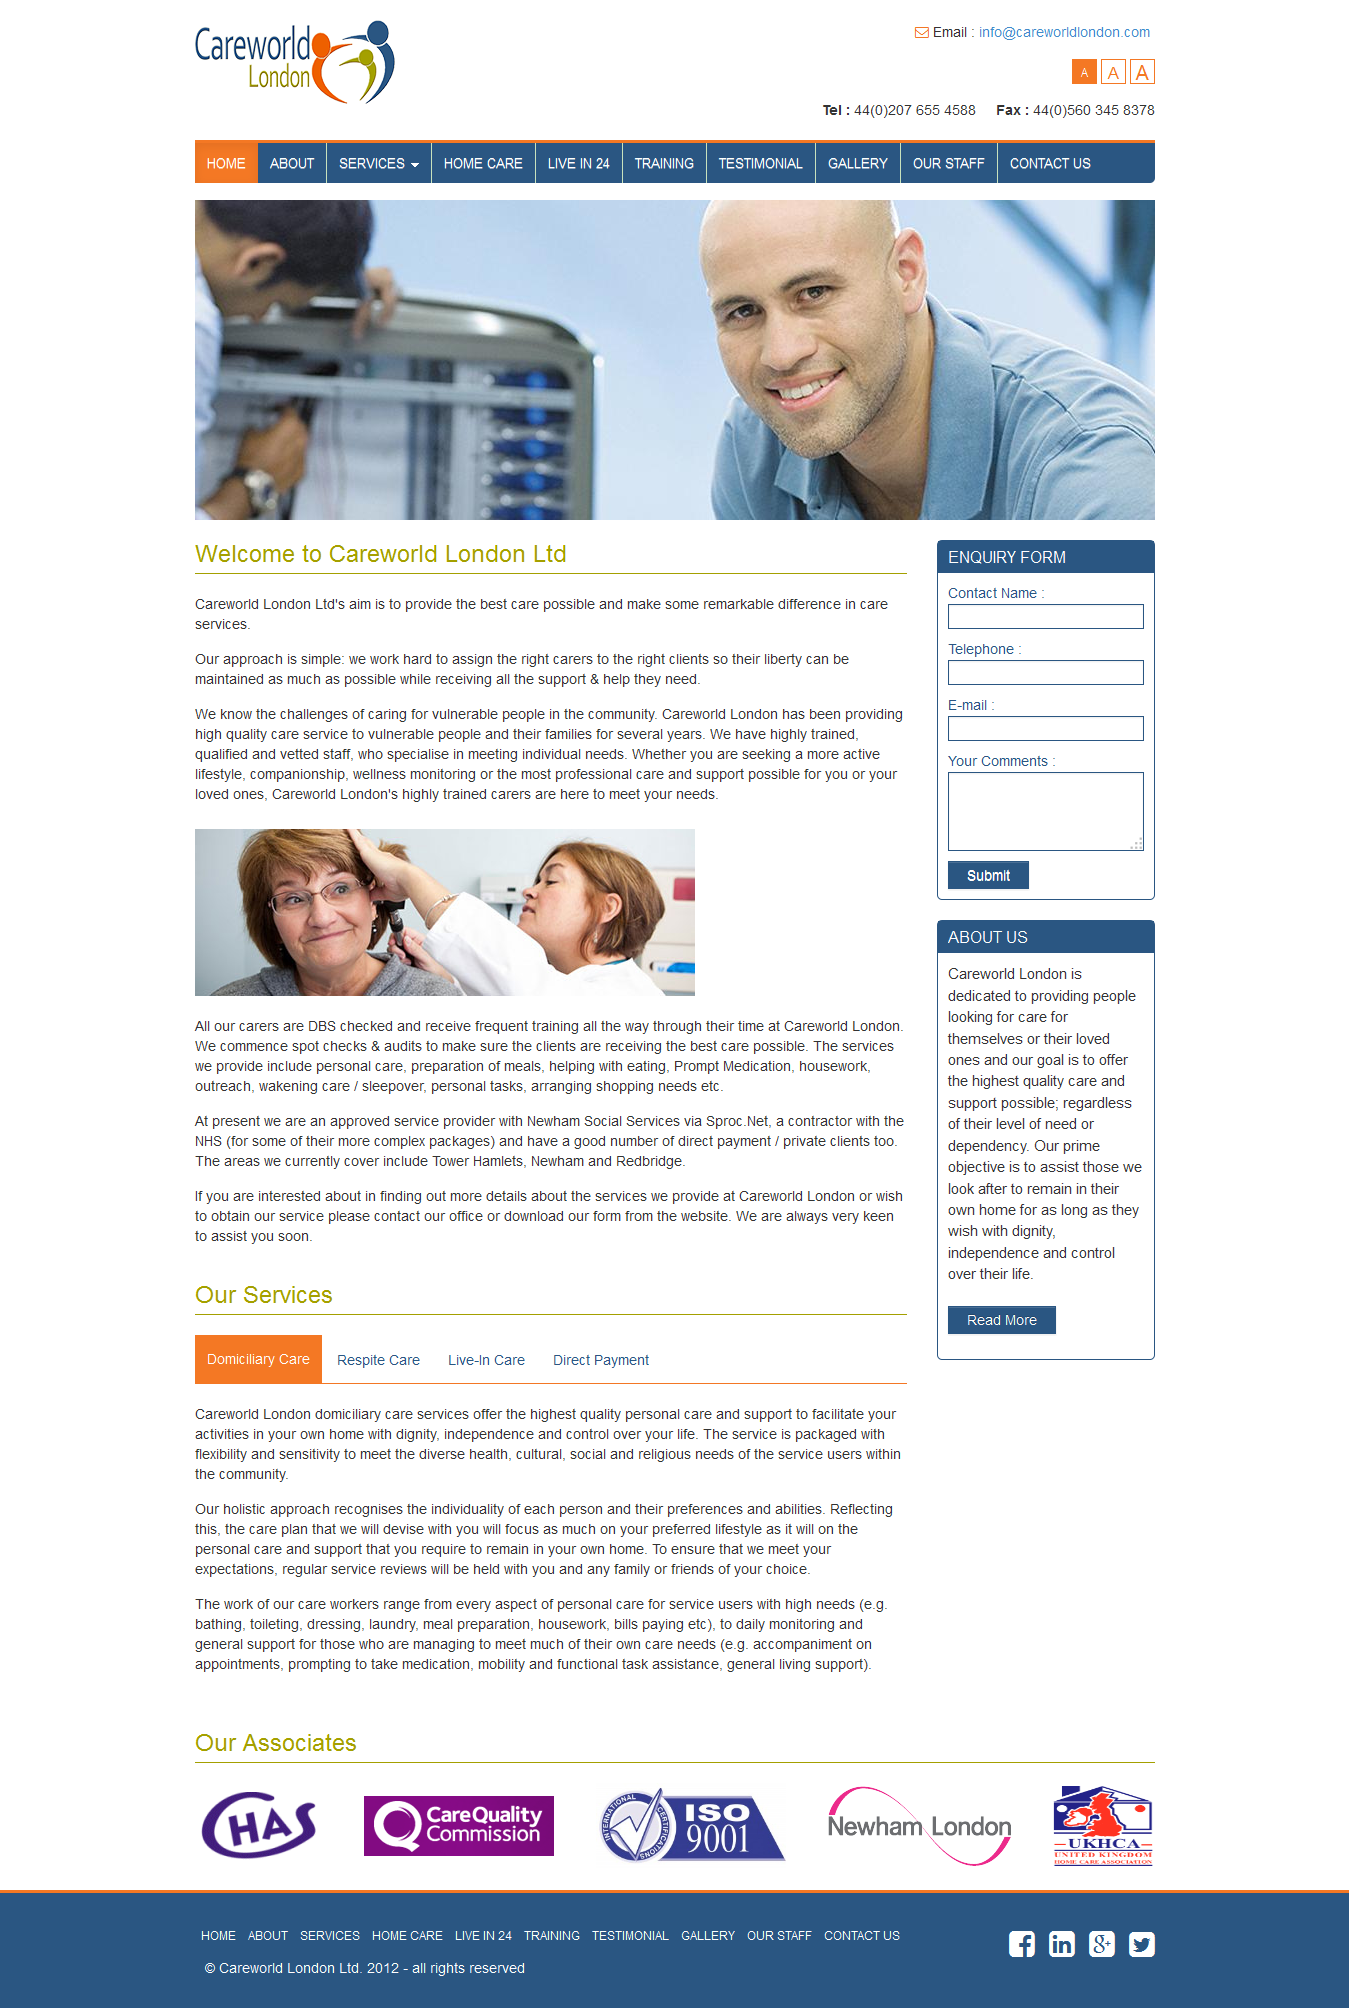 Careworld
London
Email : info@careworldlondon.com
A A A
Tel : 44(0)207 655 4588 Fax : 44(0)560 345 8378
HOME ABOUT SERVICES HOME CARE LIVE IN 24 TRAINING TESTIMONIAL GALLERY OUR STAFF CONTACT US
Welcome to Careworld London Ltd
Careworld London Ltd's aim is to provide the best care possible and make some remarkable difference in care
services.
Our approach is simple: we work hard to assign the right carers to the right clients so their liberty can be
maintained as much as possible while receiving all the support & help they need.
We know the challenges of caring for vulnerable people in the community. Careworld London has been providing
high quality care service to vulnerable people and their families for several years. We have highly trained,
qualified and vetted staff, who specialise in meeting individual needs. Whether you are seeking a more active
lifestyle, companionship, wellness monitoring or the most professional care and support possible for you or your
loved ones, Careworld London's highly trained carers are here to meet your needs.
All our carers are DBS checked and receive frequent training all the way through their time at Careworld London.
We commence spot checks & audits to make sure the clients are receiving the best care possible. The services
we provide include personal care, preparation of meals, helping with eating, Prompt Medication, housework,
outreach, wakening care / sleepover, personal tasks, arranging shopping needs etc.
At present we are an approved service provider with Newham Social Services via Sproc.Net, a contractor with the
NHS (for some of their more complex packages) and have a good number of direct payment / private clients too.
The areas we currently cover include Tower Hamlets, Newham and Redbridge.
If you are interested about in finding out more details about the services we provide at Careworld London or wish
to obtain our service please contact our office or download our form from the website. We are always very keen
to assist you soon.
ENQUIRY FORM
Contact Name :
Telephone :
E-mail :
Your Comments :
Submit
ABOUT US
Careworld London is
dedicated to providing people
looking for care for
themselves or their loved
ones and our goal is to offer
the highest quality care and
support possible; regardless
of their level of need or
dependency. Our prime
objective is to assist those we
look after to remain in their
own home for as long as they
wish with dignity,
independence and control
over their life.
Read More
Our Services
Domiciliary Care Respite Care Live-In Care Direct Payment
Careworld London domiciliary care services offer the highest quality personal care and support to facilitate your
activities in your own home with dignity, independence and control over your life. The service is packaged with
flexibility and sensitivity to meet the diverse health, cultural, social and religious needs of the service users within
the community.
Our holistic approach recognises the individuality of each person and their preferences and abilities. Reflecting
this, the care plan that we will devise with you will focus as much on your preferred lifestyle as it will on the
personal care and support that you require to remain in your own home. To ensure that we meet your
expectations, regular service reviews will be held with you and any family or friends of your choice.
The work of our care workers range from every aspect of personal care for service users with high needs (e.g.
bathing, toileting, dressing, laundry, meal preparation, housework, bills paying etc), to daily monitoring and
general support for those who are managing to meet much of their own care needs (e.g. accompaniment on
appointments, prompting to take medication, mobility and functional task assistance, general living support).
Our Associates
CHAS
CareQuality
Commission
INTERNATIONAL CERTIFICATIONS
ISO
9001
Newham London
UKHCA
UNITED KINGDOM
HOME CARE ASSOCIATION
HOME ABOUT SERVICES HOME CARE LIVE IN 24 TRAINING TESTIMONIAL GALLERY OUR STAFF CONTACT US
© Careworld London Ltd. 2012 - all rights reserved